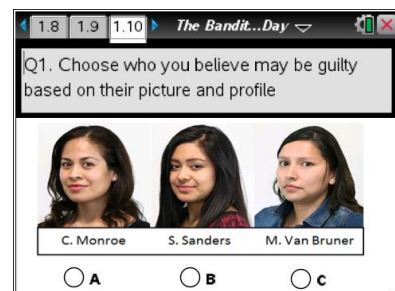 1.8 1.9 1.10 The Bandit...Day
Q1. Choose who you believe may be guilty
based on their picture and profile
C. Monroe S. Sanders M. Van Bruner
A B C